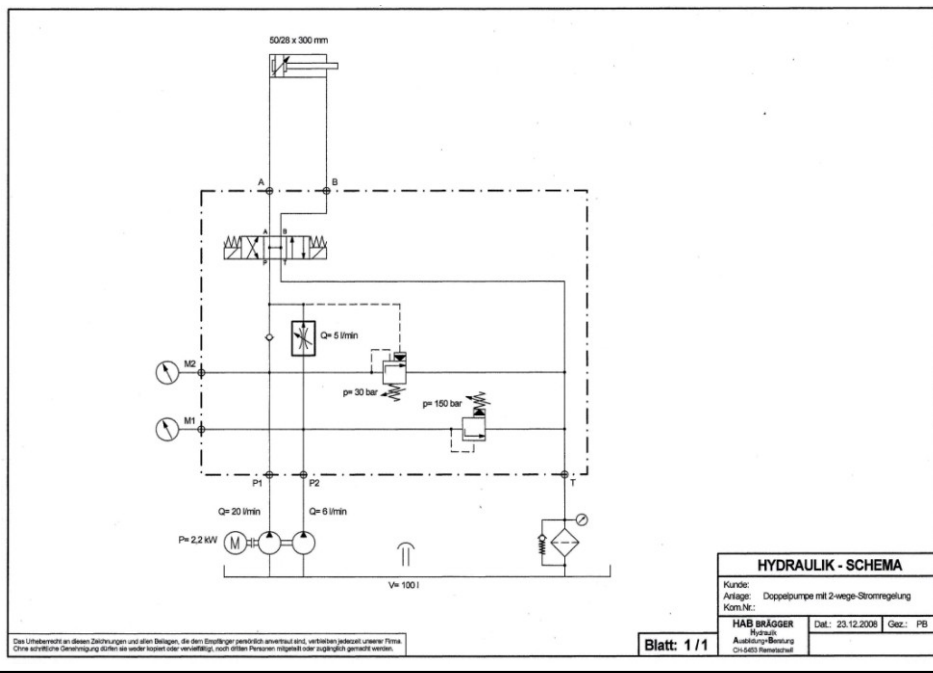 50/28 x 300 mm
A
B
A B
P T
Q= 5 l/min
M2
p= 30 bar
p= 150 bar
M1
P1
P2
T
Q= 20 l/min
Q= 6 l/min
P= 2,2 kW
M
V= 100 l
HYDRAULIK - SCHEMA
Kunde:
Anlage: Doppelpumpe mit 2-wege-Stromregelung
Kom.Nr.:
HAB BRÄGGER
Hydraulik
Ausbildung+Beratung
CH-5453 Remetschwil
Dat.: 23.12.2008
Gez.: PB
Blatt: 1 / 1
Das Urheberrecht an diesen Zeichnungen und allen Beilagen, die dem Empfänger persönlich anvertraut sind, verbleiben jederzeit unserer Firma.
Ohne schriftliche Genehmigung dürfen sie weder kopiert oder vervielfältigt, noch dritten Personen mitgeteilt oder zugänglich gemacht werden.